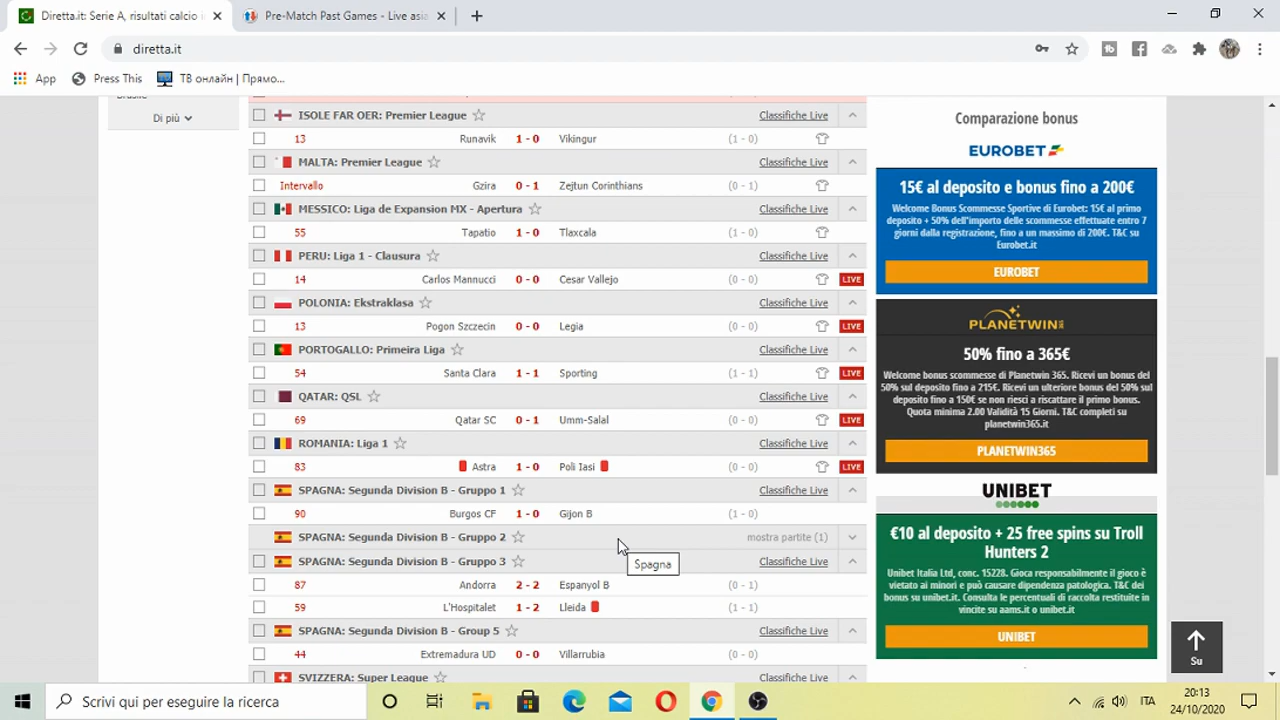 Diretta.it: Serie A, risultati calcio
Pre-Match Past Games - Live asia
diretta.it
App
Press This
ТВ онлайн | Прямо...
Di più
ISOLE FAR OER: Premier League
Classifiche Live
13 Runavik 1 - 0 Vikingur (1 - 0)
MALTA: Premier League
Classifiche Live
Intervallo Gzira 0 - 1 Zejtun Corinthians (0 - 1)
MESSICO: Liga de Expansion MX - Apertura
Classifiche Live
55 Tapatio 1 - 0 Tlaxcala (0 - 0)
PERU: Liga 1 - Clausura
Classifiche Live
14 Carlos Mannucci 0 - 0 Cesar Vallejo (0 - 0) LIVE
POLONIA: Ekstraklasa
Classifiche Live
13 Pogon Szczecin 0 - 0 Legia (0 - 0) LIVE
PORTOGALLO: Primeira Liga
Classifiche Live
54 Santa Clara 1 - 1 Sporting (1 - 1) LIVE
QATAR: QSL
Classifiche Live
69 Qatar SC 0 - 1 Umm-Salal (0 - 0) LIVE
ROMANIA: Liga 1
Classifiche Live
83 Astra 1 - 0 Poli Iasi (0 - 0) LIVE
SPAGNA: Segunda Division B - Gruppo 1
Classifiche Live
90 Burgos CF 1 - 0 Gijon B (1 - 0)
SPAGNA: Segunda Division B - Gruppo 2
mostra partite (1)
Spagna
SPAGNA: Segunda Division B - Gruppo 3
Classifiche Live
87 Andorra 2 - 2 Espanyol B (0 - 1)
59 L'Hospitalet 1 - 2 Lleida (1 - 1)
SPAGNA: Segunda Division B - Group 5
Classifiche Live
44 Extremadura UD 0 - 0 Villarrubia (0 - 0)
SVIZZERA: Super League
Classifiche Live
Comparazione bonus
EUROBET
15€ al deposito e bonus fino a 200€
Welcome Bonus Scommesse Sportive di Eurobet: 15€ al primo
deposito + 50% dell'importo delle scommesse effettuate entro 7
giorni dalla registrazione, fino a un massimo di 200€. T&C su
Eurobet.it
EUROBET
PLANETWIN365
50% fino a 365€
Welcome bonus scommesse di Planetwin 365. Ricevi un bonus del
50% sul deposito fino a 215€. Ricevi un ulteriore bonus del 50% sul
deposito fino a 150€ se non riesci a riscattare il primo bonus.
Quota minima 2.00 Validità 15 Giorni. T&C completi su
planetwin365.it
PLANETWIN365
UNIBET
€10 al deposito + 25 free spins su Troll
Hunters 2
Unibet Italia Ltd, conc. 15228. Gioca responsabilmente il gioco è
vietato ai minori e può causare dipendenza patologica. T&C dei
bonus su unibet.it. Consulta le percentuali di raccolta restituite in
vincite su aams.it o unibet.it
UNIBET
Su
Scrivi qui per eseguire la ricerca
ITA
20:13
24/10/2020